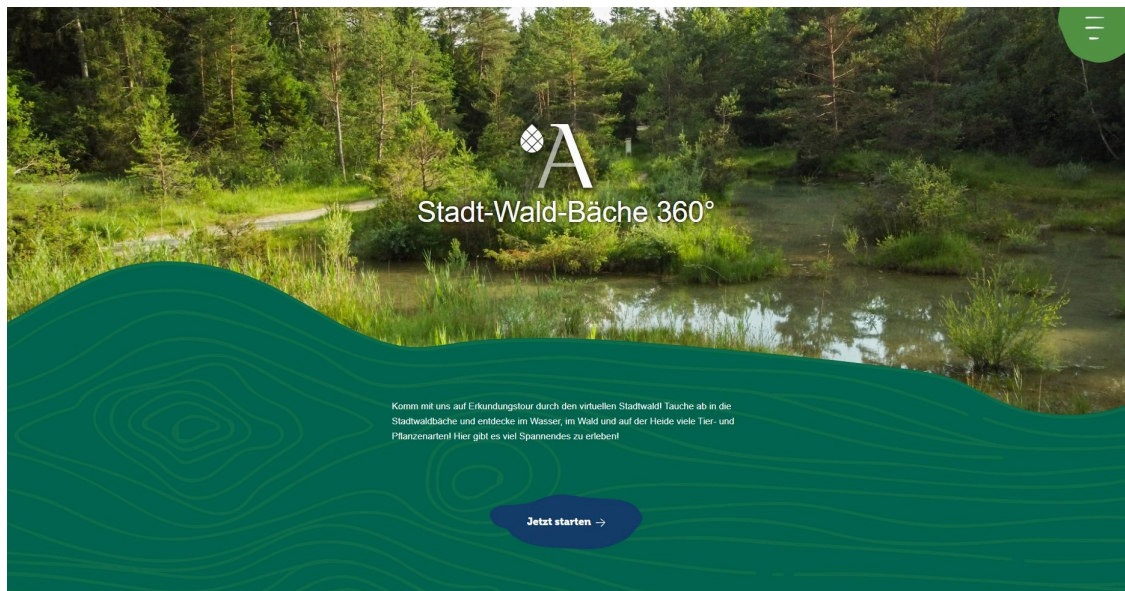 A
Stadt-Wald-Bäche 360°
Komm mit uns auf Erkundungstour durch den virtuellen Stadtwald! Tauche ab in die
Stadtwaldbäche und entdecke im Wasser, im Wald und auf der Heide viele Tier- und
Pflanzenarten! Hier gibt es viel Spannendes zu erleben!
Jetzt starten →